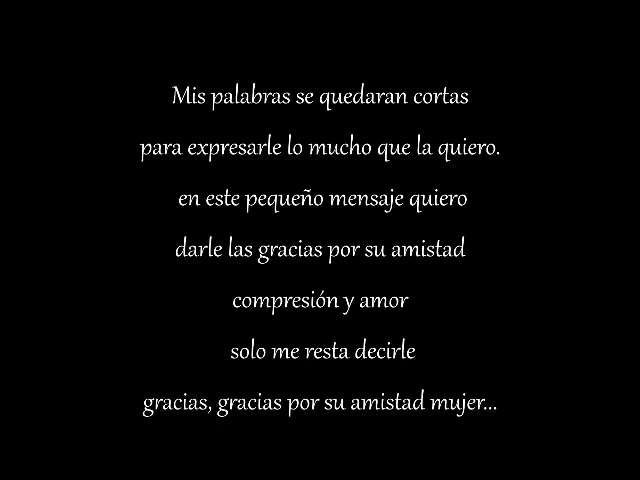 Mis palabras se quedaran cortas
para expresarle lo mucho que la quiero.
en este pequeño mensaje quiero
darle las gracias por su amistad
compresión y amor
solo me resta decirle
gracias, gracias por su amistad mujer...